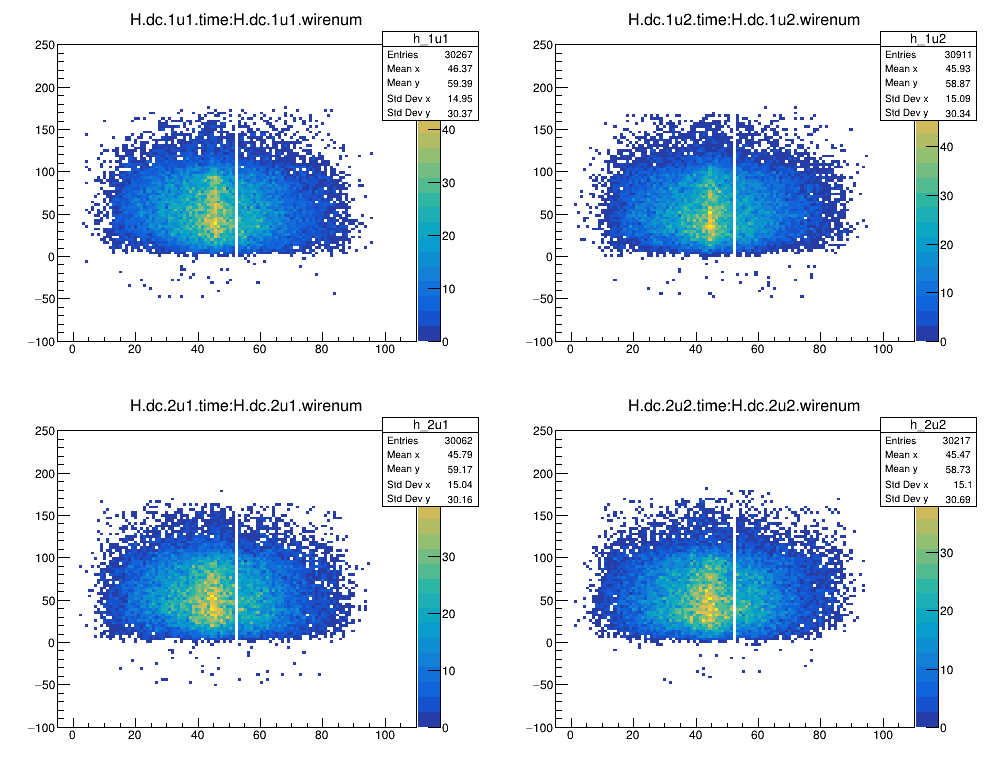 H.dc.1u1.time:H.dc.1u1.wirenum
h_1u1
Entries 30267
Mean x 46.37
Mean y 59.39
Std Dev x 14.95
Std Dev y 30.37
250
200
150
100
50
0
−50
−100
0 20 40 60 80 100
40
30
20
10
0
H.dc.1u2.time:H.dc.1u2.wirenum
h_1u2
Entries 30911
Mean x 45.93
Mean y 58.87
Std Dev x 15.09
Std Dev y 30.34
250
200
150
100
50
0
−50
−100
0 20 40 60 80 100
40
30
20
10
0
H.dc.2u1.time:H.dc.2u1.wirenum
h_2u1
Entries 30062
Mean x 45.79
Mean y 59.17
Std Dev x 15.04
Std Dev y 30.16
250
200
150
100
50
0
−50
−100
0 20 40 60 80 100
30
20
10
0
H.dc.2u2.time:H.dc.2u2.wirenum
h_2u2
Entries 30217
Mean x 45.47
Mean y 58.73
Std Dev x 15.1
Std Dev y 30.69
250
200
150
100
50
0
−50
−100
0 20 40 60 80 100
30
20
10
0